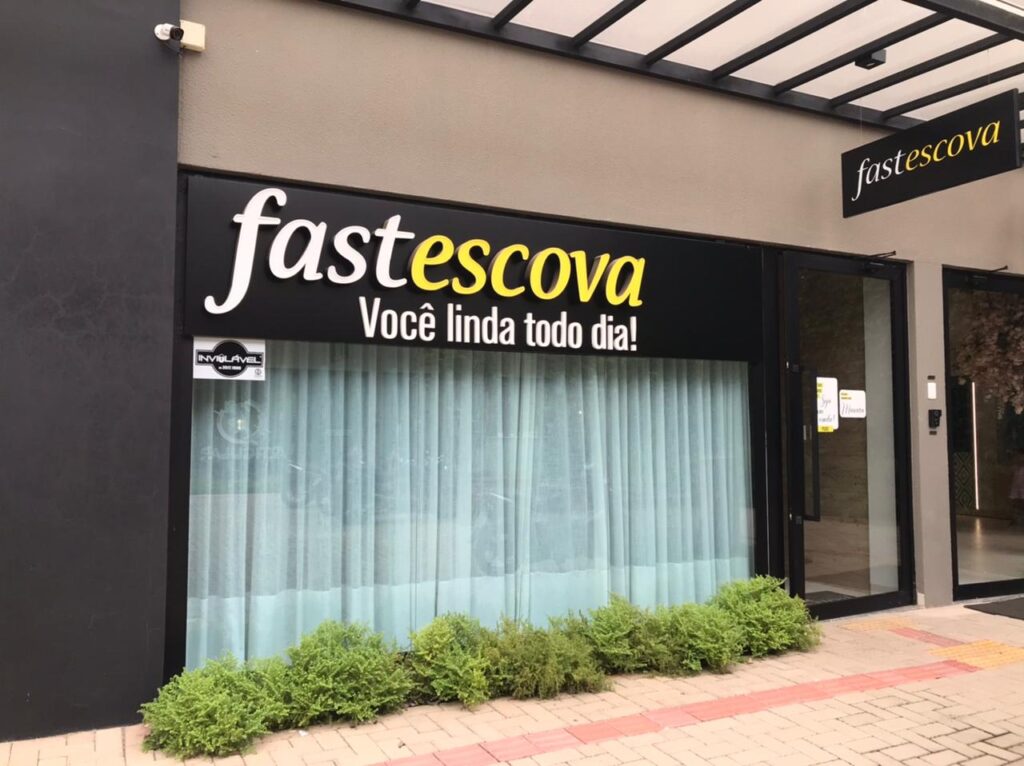 fastescova
Você linda todo dia!
fastescova
INVIOLÁVEL